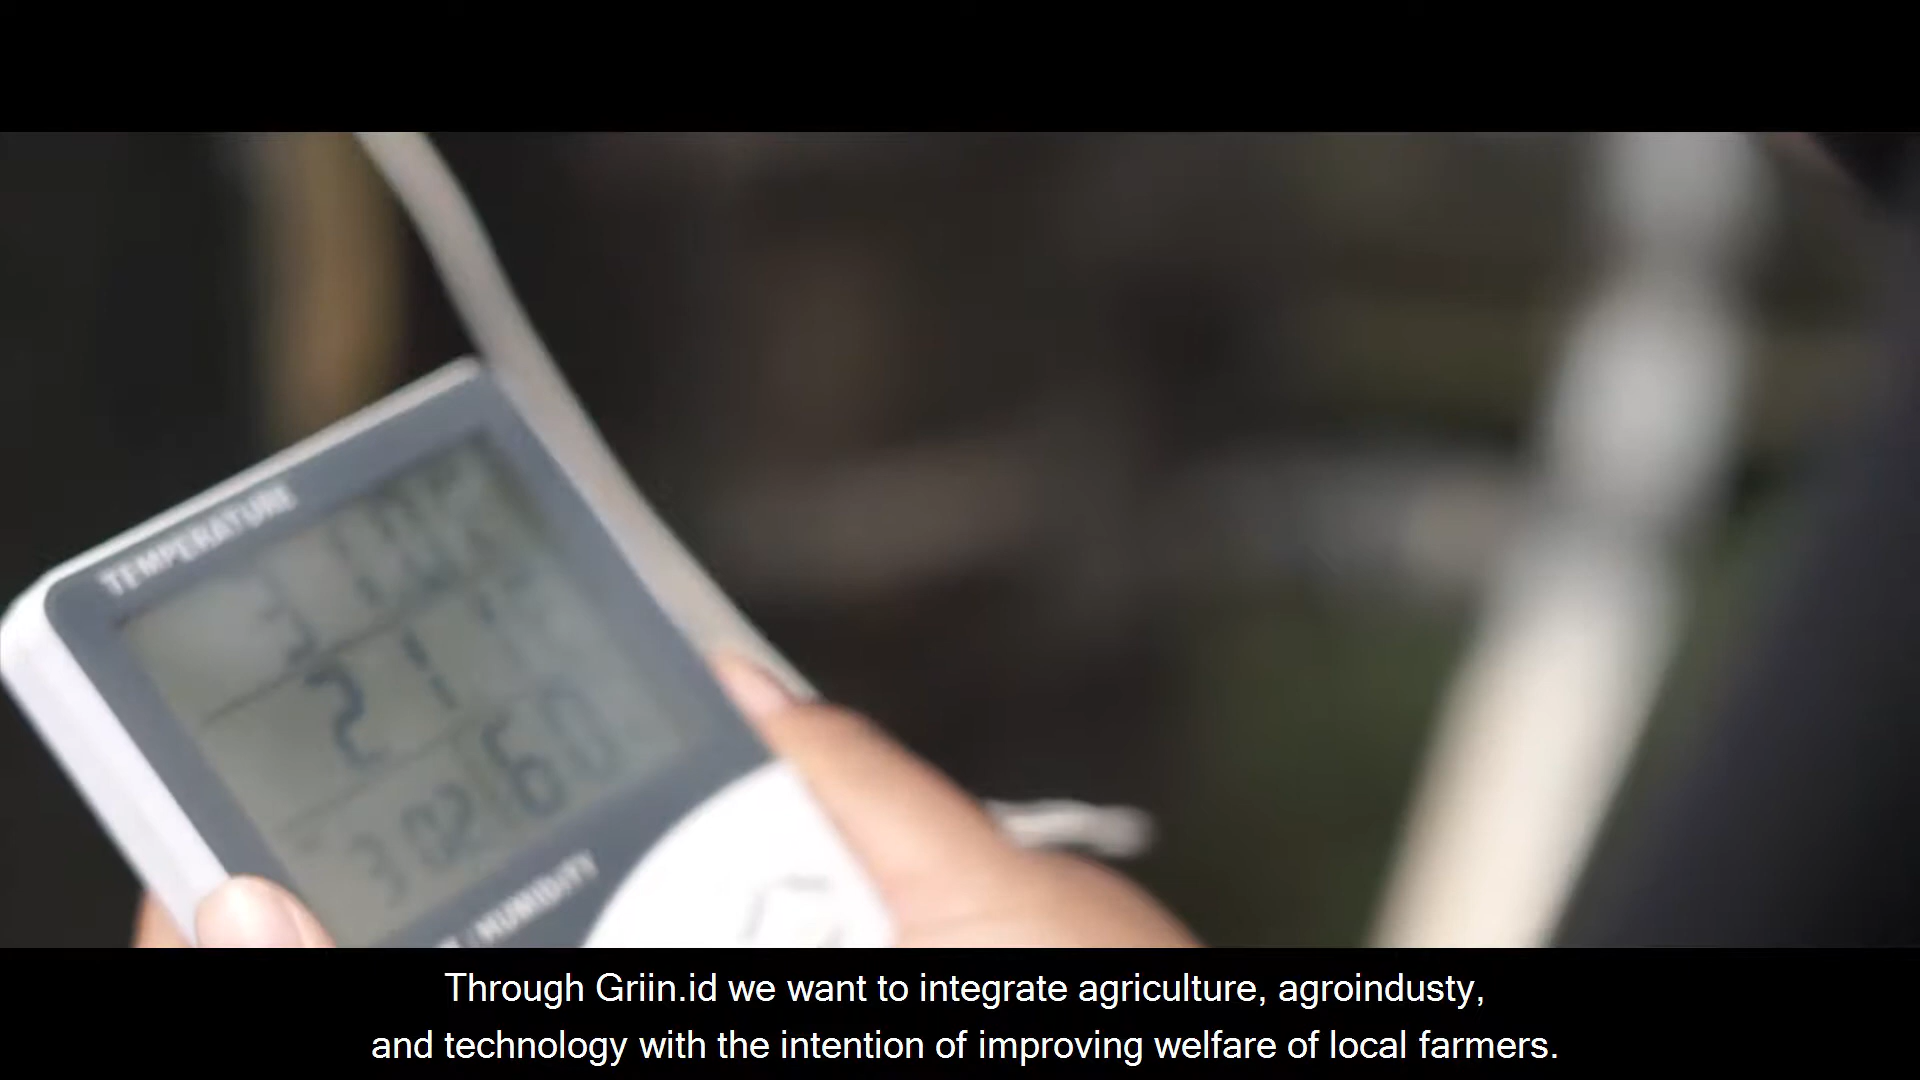 TEMPERATURE
HUMIDITY
Through Griin.id we want to integrate agriculture, agroindusty,
and technology with the intention of improving welfare of local farmers.